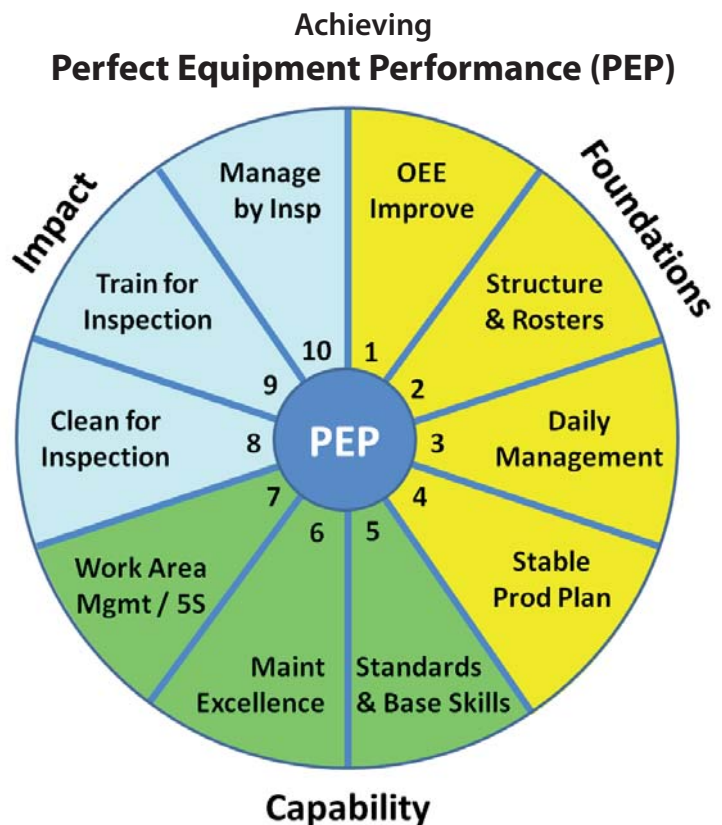 Achieving
Perfect Equipment Performance (PEP)
Impact
Foundations
Capability
OEE
Improve
1
Structure
& Rosters
2
Daily
Management
3
Stable
Prod Plan
4
Standards
& Base Skills
5
Maint
Excellence
6
Work Area
Mgmt / 5S
7
Clean for
Inspection
8
Train for
Inspection
9
Manage
by Insp
10
PEP